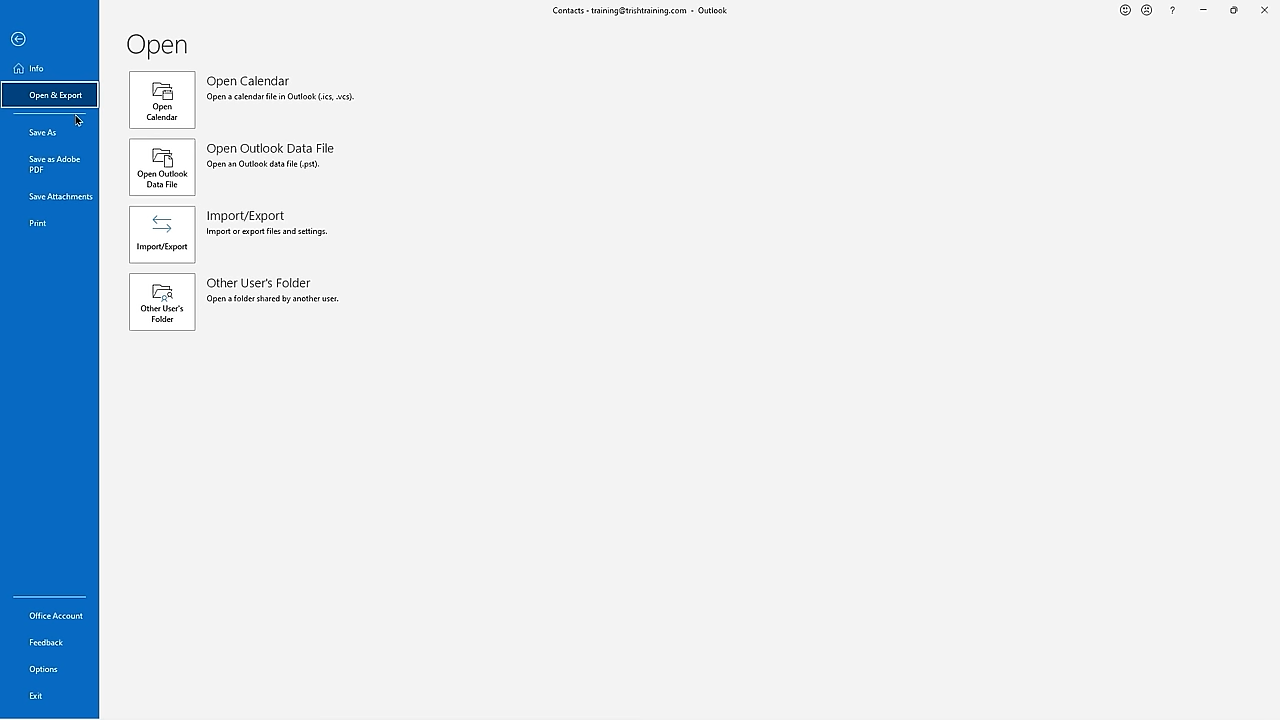 Contacts - training@trishtraining.com - Outlook
?
Info
Open & Export
Save As
Save as Adobe
PDF
Save Attachments
Print
Office Account
Feedback
Options
Exit
Open
Open
Calendar
Open Calendar
Open a calendar file in Outlook (.ics, .vcs).
Open Outlook
Data File
Open Outlook Data File
Open an Outlook data file (.pst).
Import/Export
Import/Export
Import or export files and settings.
Other User's
Folder
Other User's Folder
Open a folder shared by another user.